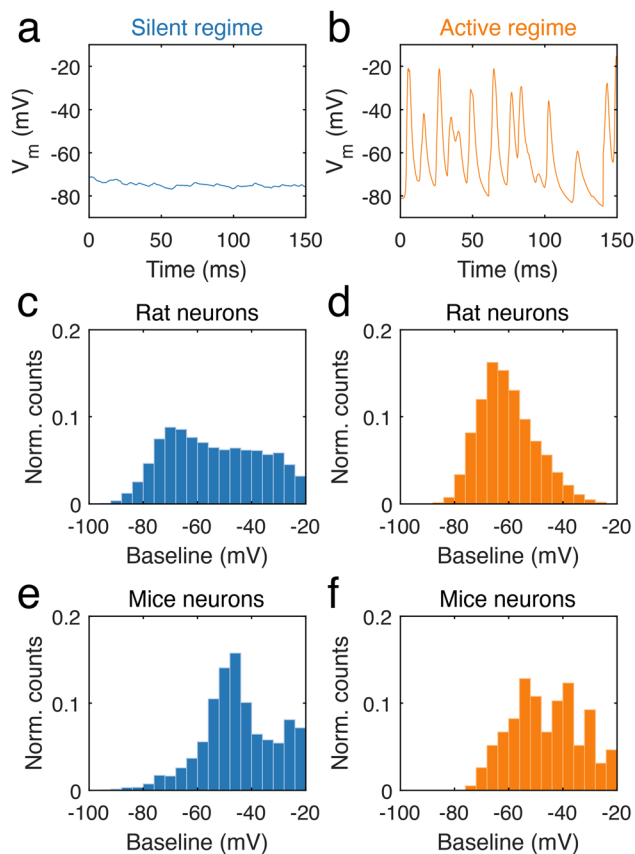 a Silent regime
b Active regime
V_m (mV)
-20
-40
-60
-80
0 50 100 150
Time (ms)
V_m (mV)
-20
-40
-60
-80
0 50 100 150
Time (ms)
c Rat neurons
Norm. counts
0.2
0.1
0
-100 -80 -60 -40 -20
Baseline (mV)
d Rat neurons
Norm. counts
0.2
0.1
0
-100 -80 -60 -40 -20
Baseline (mV)
e Mice neurons
Norm. counts
0.2
0.1
0
-100 -80 -60 -40 -20
Baseline (mV)
f Mice neurons
Norm. counts
0.2
0.1
0
-100 -80 -60 -40 -20
Baseline (mV)